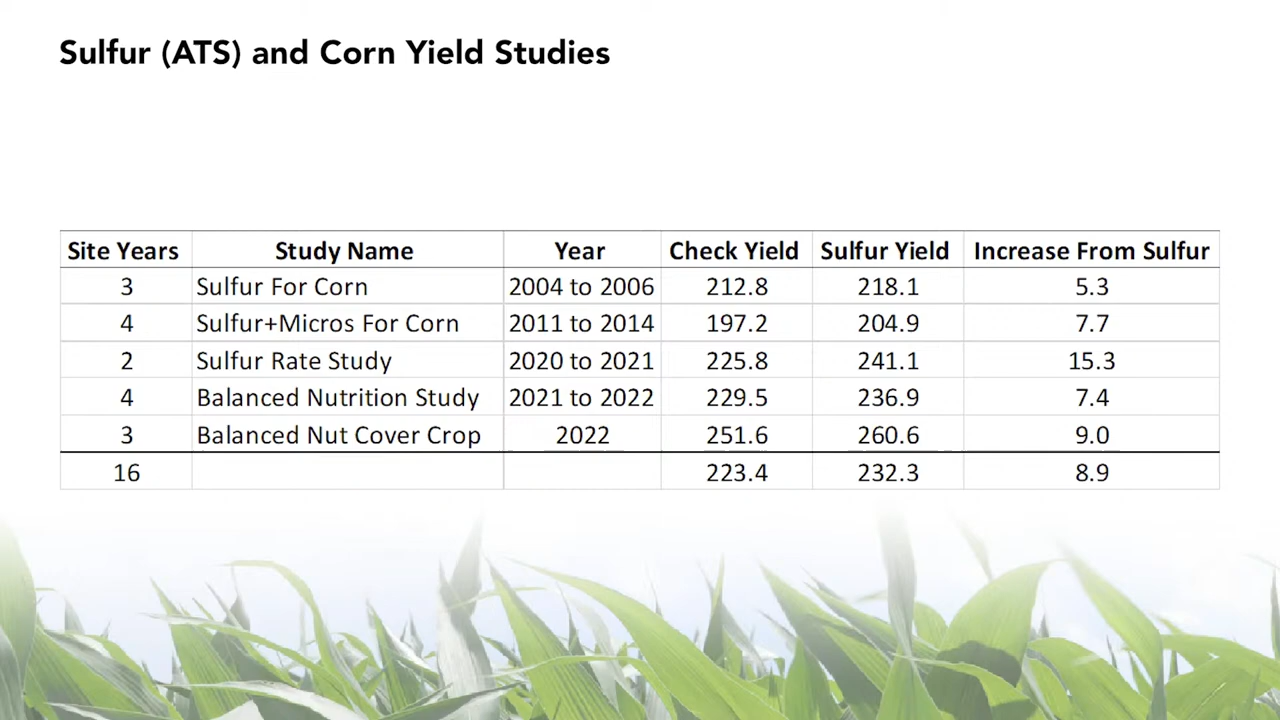 Sulfur (ATS) and Corn Yield Studies
Site Years Study Name Year Check Yield Sulfur Yield Increase From Sulfur
3 Sulfur For Corn 2004 to 2006 212.8 218.1 5.3
4 Sulfur+Micros For Corn 2011 to 2014 197.2 204.9 7.7
2 Sulfur Rate Study 2020 to 2021 225.8 241.1 15.3
4 Balanced Nutrition Study 2021 to 2022 229.5 236.9 7.4
3 Balanced Nut Cover Crop 2022 251.6 260.6 9.0
16 223.4 232.3 8.9